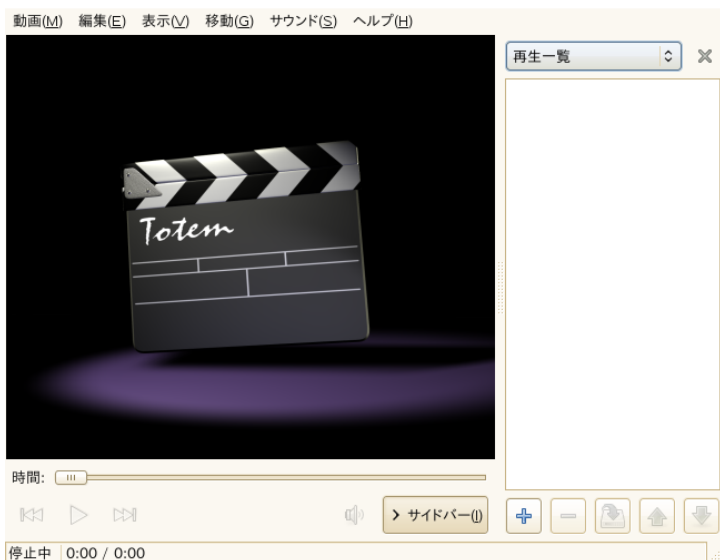 動画(M) 編集(E) 表示(V) 移動(G) サウンド(S) ヘルプ(H)
再生一覧
Totem
時間:
サイドバー(I)
停止中 0:00 / 0:00